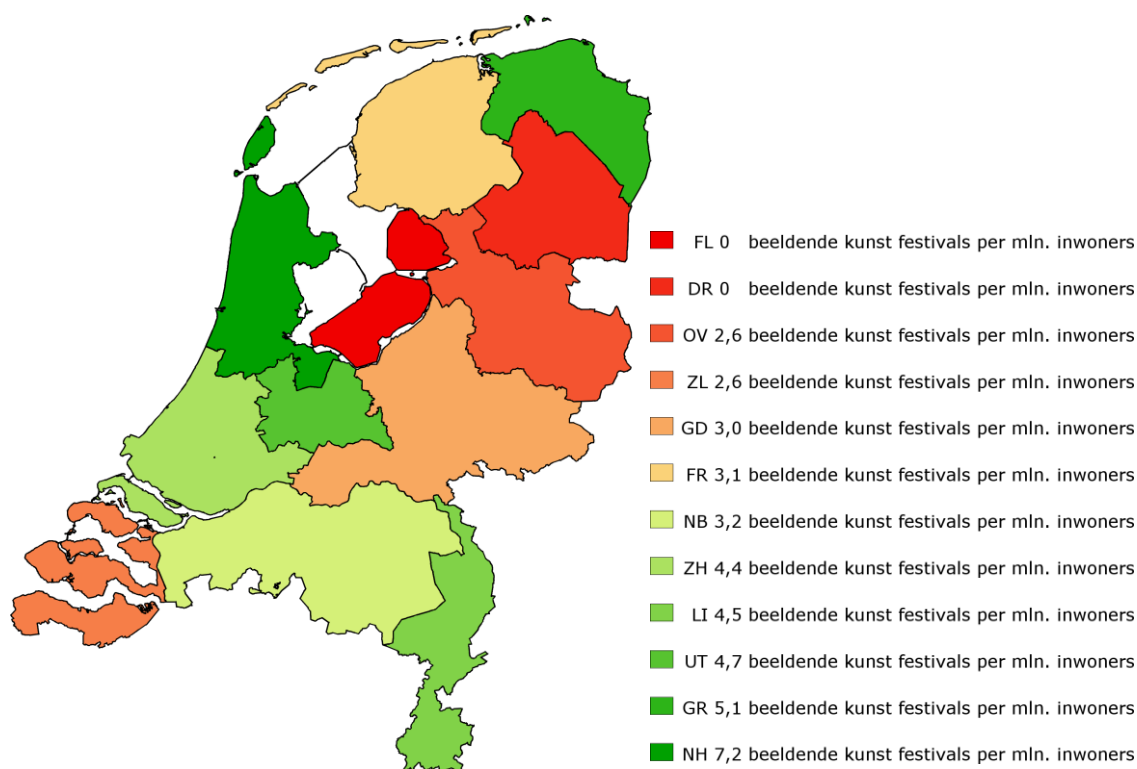 FL 0 beeldende kunst festivals per mln. inwoners
DR 0 beeldende kunst festivals per mln. inwoners
OV 2,6 beeldende kunst festivals per mln. inwoners
ZL 2,6 beeldende kunst festivals per mln. inwoners
GD 3,0 beeldende kunst festivals per mln. inwoners
FR 3,1 beeldende kunst festivals per mln. inwoners
NB 3,2 beeldende kunst festivals per mln. inwoners
ZH 4,4 beeldende kunst festivals per mln. inwoners
LI 4,5 beeldende kunst festivals per mln. inwoners
UT 4,7 beeldende kunst festivals per mln. inwoners
GR 5,1 beeldende kunst festivals per mln. inwoners
NH 7,2 beeldende kunst festivals per mln. inwoners